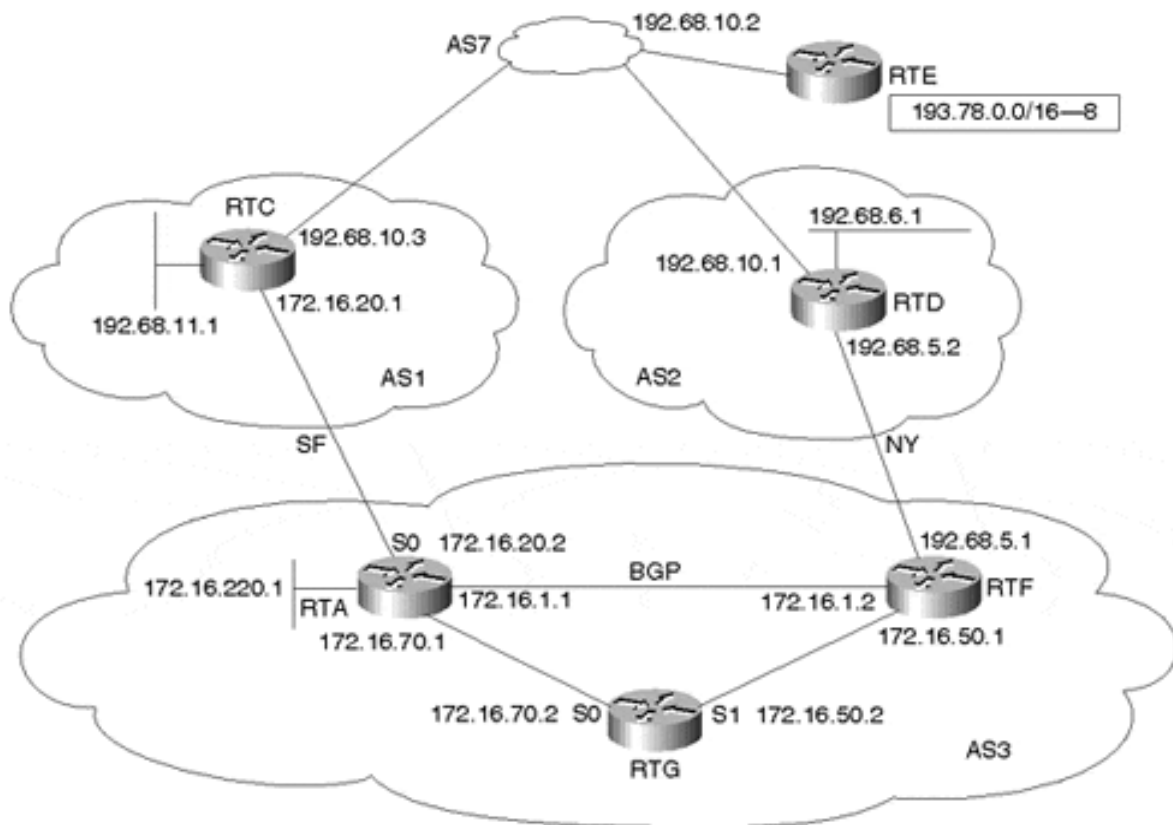 192.68.10.2
AS7
RTE
193.78.0.0/16—8
RTC
192.68.10.3
172.16.20.1
192.68.11.1
AS1
192.68.6.1
192.68.10.1
RTD
192.68.5.2
AS2
SF
NY
S0 172.16.20.2
172.16.220.1
RTA
172.16.1.1
172.16.70.1
BGP
192.68.5.1
172.16.1.2
RTF
172.16.50.1
172.16.70.2 S0
S1 172.16.50.2
RTG
AS3